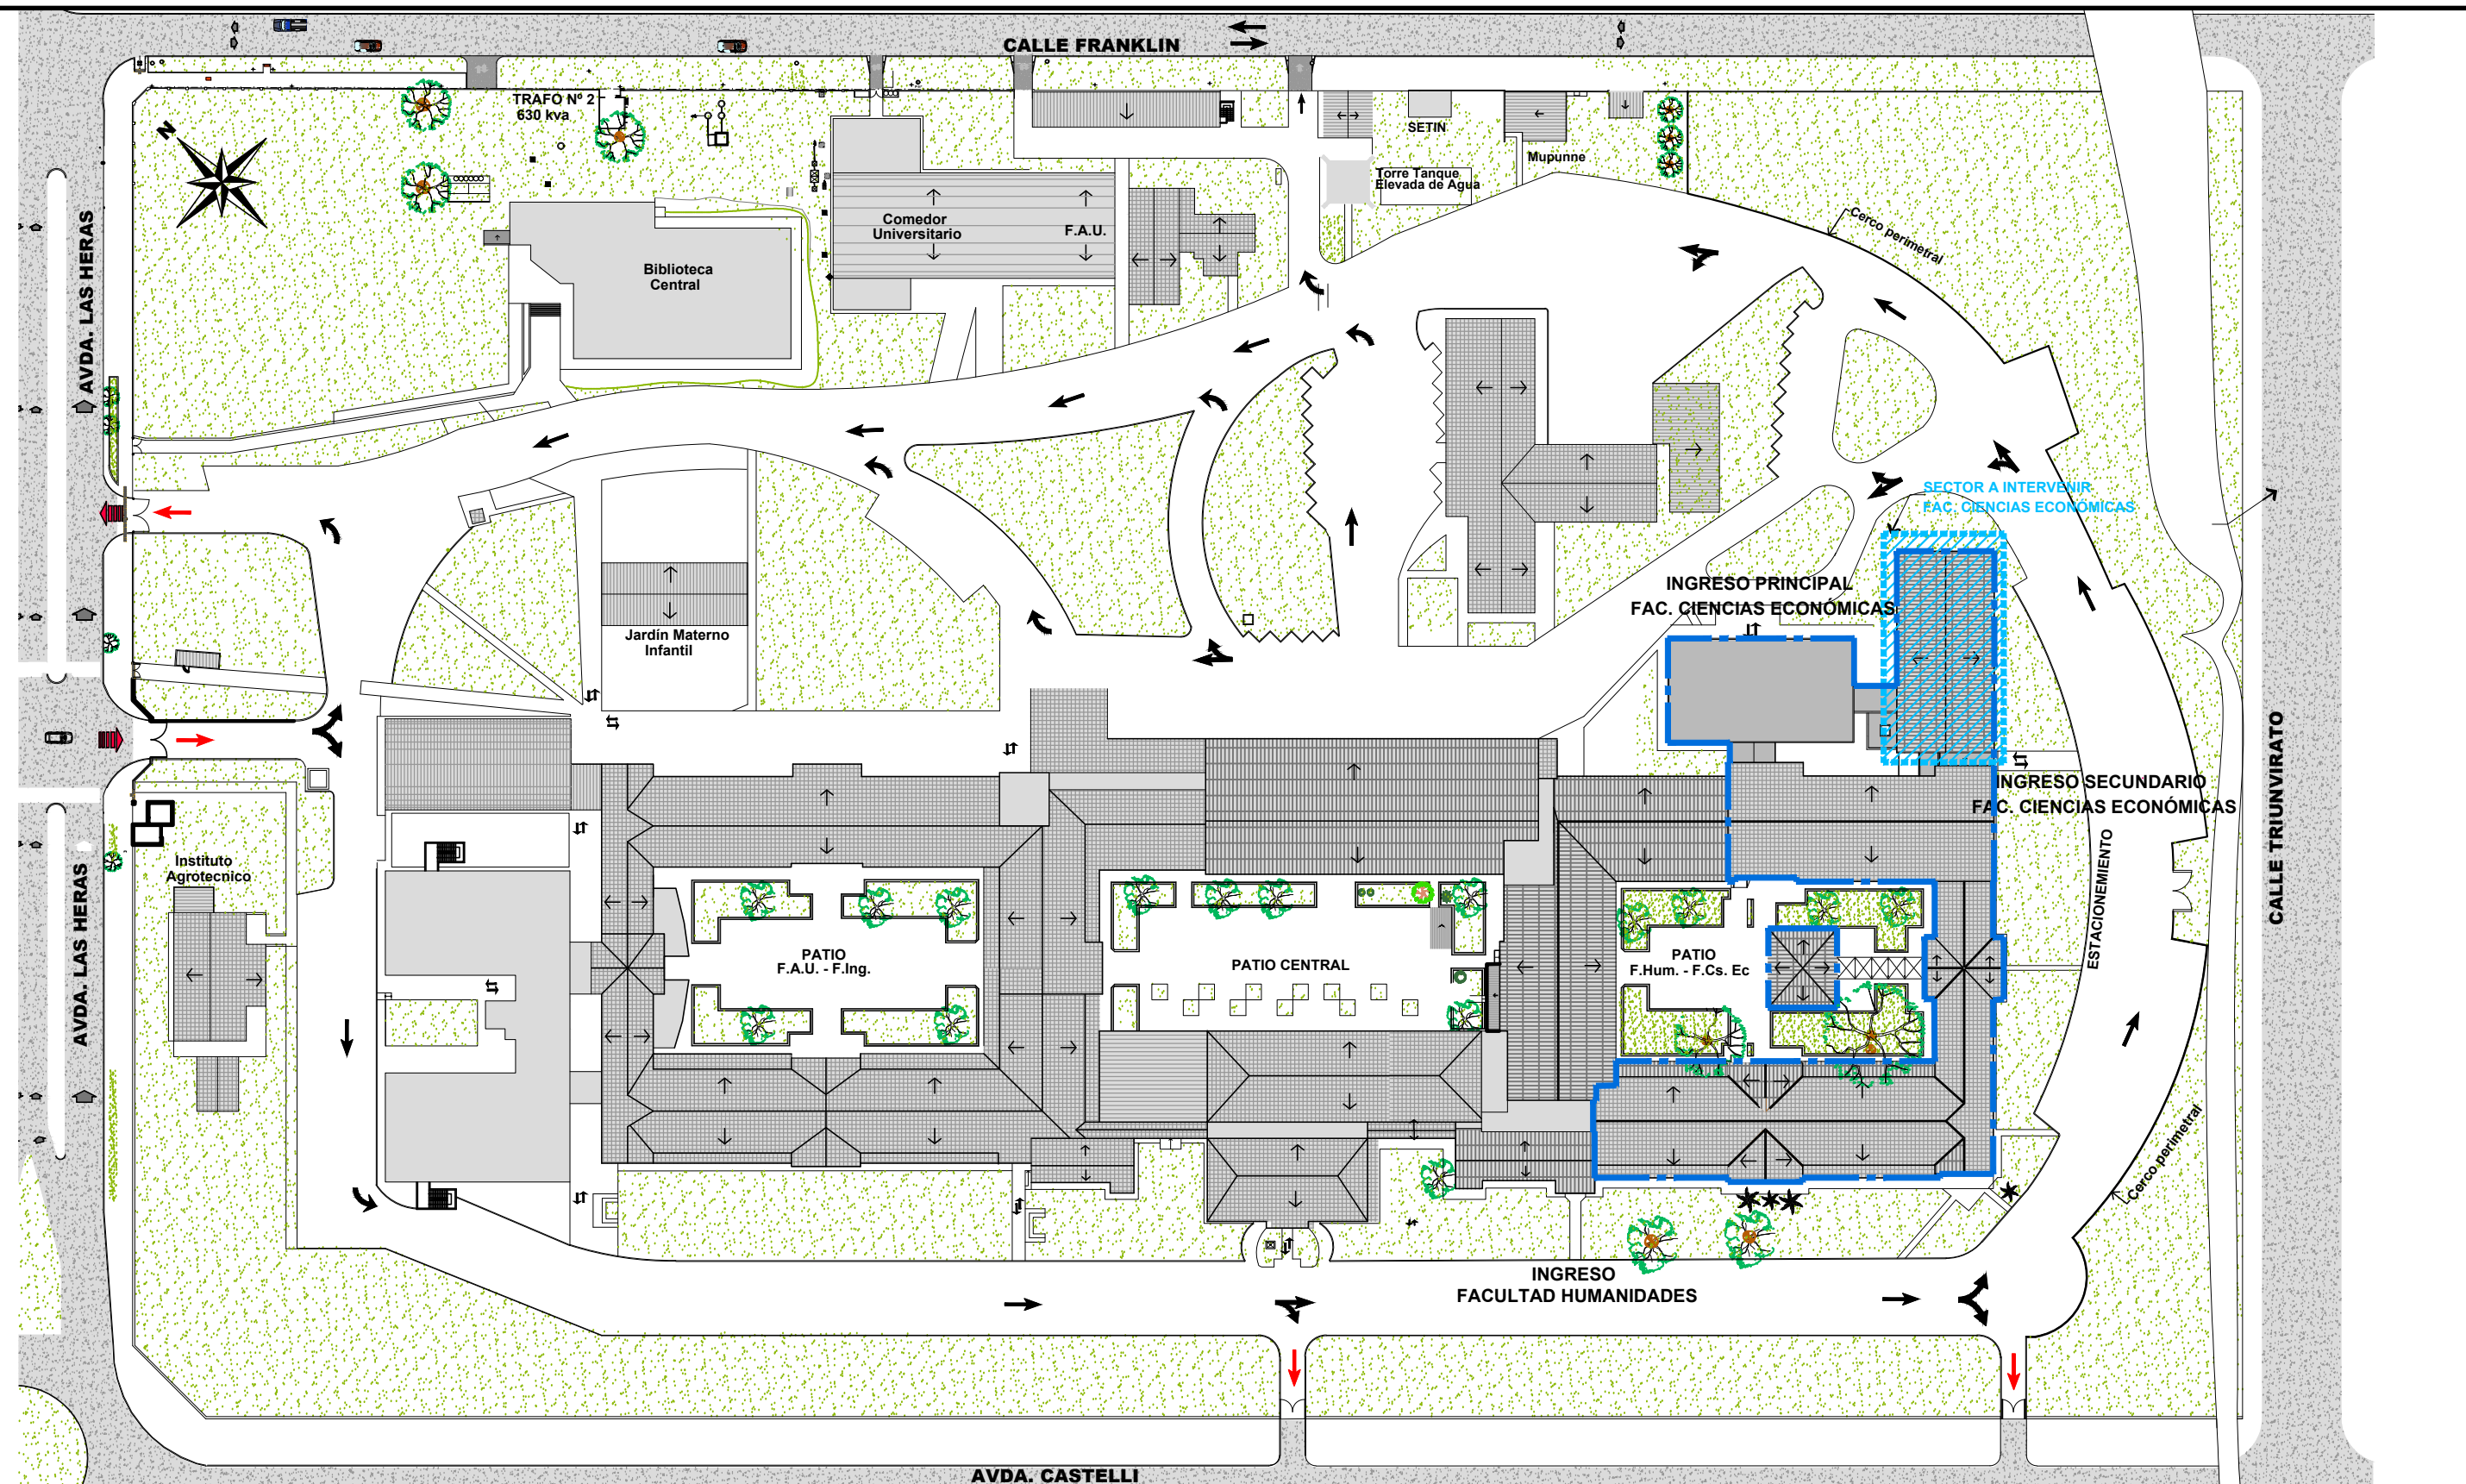 CALLE FRANKLIN
TRAFO Nº 2
630 kva
SETIN
Mupunne
N
Torre Tanque
Elevada de Agua
Cerco perimetral
Comedor
Universitario
F.A.U.
Biblioteca
Central
AVDA. LAS HERAS
SECTOR A INTERVENIR
FAC. CIENCIAS ECONÓMICAS
INGRESO PRINCIPAL
FAC. CIENCIAS ECONÓMICAS
Jardín Materno
Infantil
INGRESO SECUNDARIO
FAC. CIENCIAS ECONÓMICAS
CALLE TRIUNVIRATO
ESTACIONEMIENTO
Instituto
Agrotecnico
AVDA. LAS HERAS
PATIO
F.A.U. - F.Ing.
PATIO CENTRAL
PATIO
F.Hum. - F.Cs. Ec
Cerco perimetral
INGRESO
FACULTAD HUMANIDADES
AVDA. CASTELLI